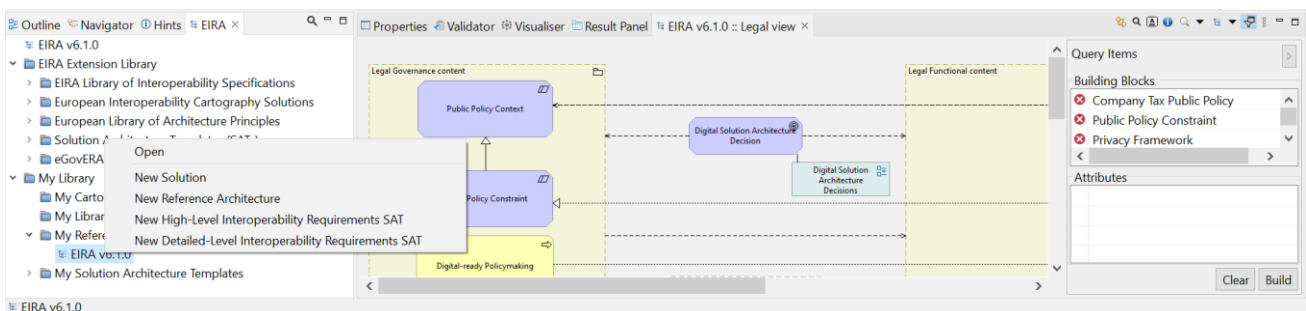 Outline Navigator Hints EIRA ×
EIRA v6.1.0
EIRA Extension Library
EIRA Library of Interoperability Specifications
European Interoperability Cartography Solutions
European Library of Architecture Principles
Solution
eGovERA
My Library
My Carto
My Librar
My Refere
EIRA v6.1.0
My Solution Architecture Templates
EIRA v6.1.0
Open
New Solution
New Reference Architecture
New High-Level Interoperability Requirements SAT
New Detailed-Level Interoperability Requirements SAT
Properties Validator Visualiser Result Panel EIRA v6.1.0 :: Legal view ×
Legal Governance content
Public Policy Context
Policy Constraint
Digital-ready Policymaking
Digital Solution Architecture
Decision
Digital Solution
Architecture
Decisions
Legal Functional content
Query Items
Building Blocks
Company Tax Public Policy
Public Policy Constraint
Privacy Framework
Attributes
Clear Build